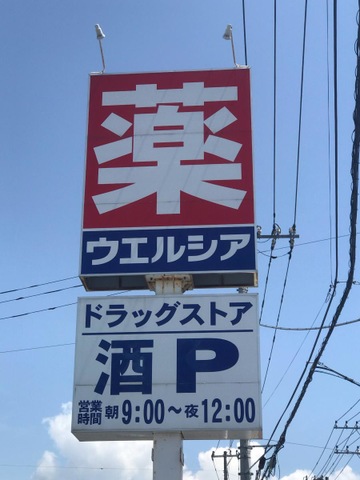 薬
ウエルシア
ドラッグストア
酒 P
営業時間 朝9:00～夜12:00